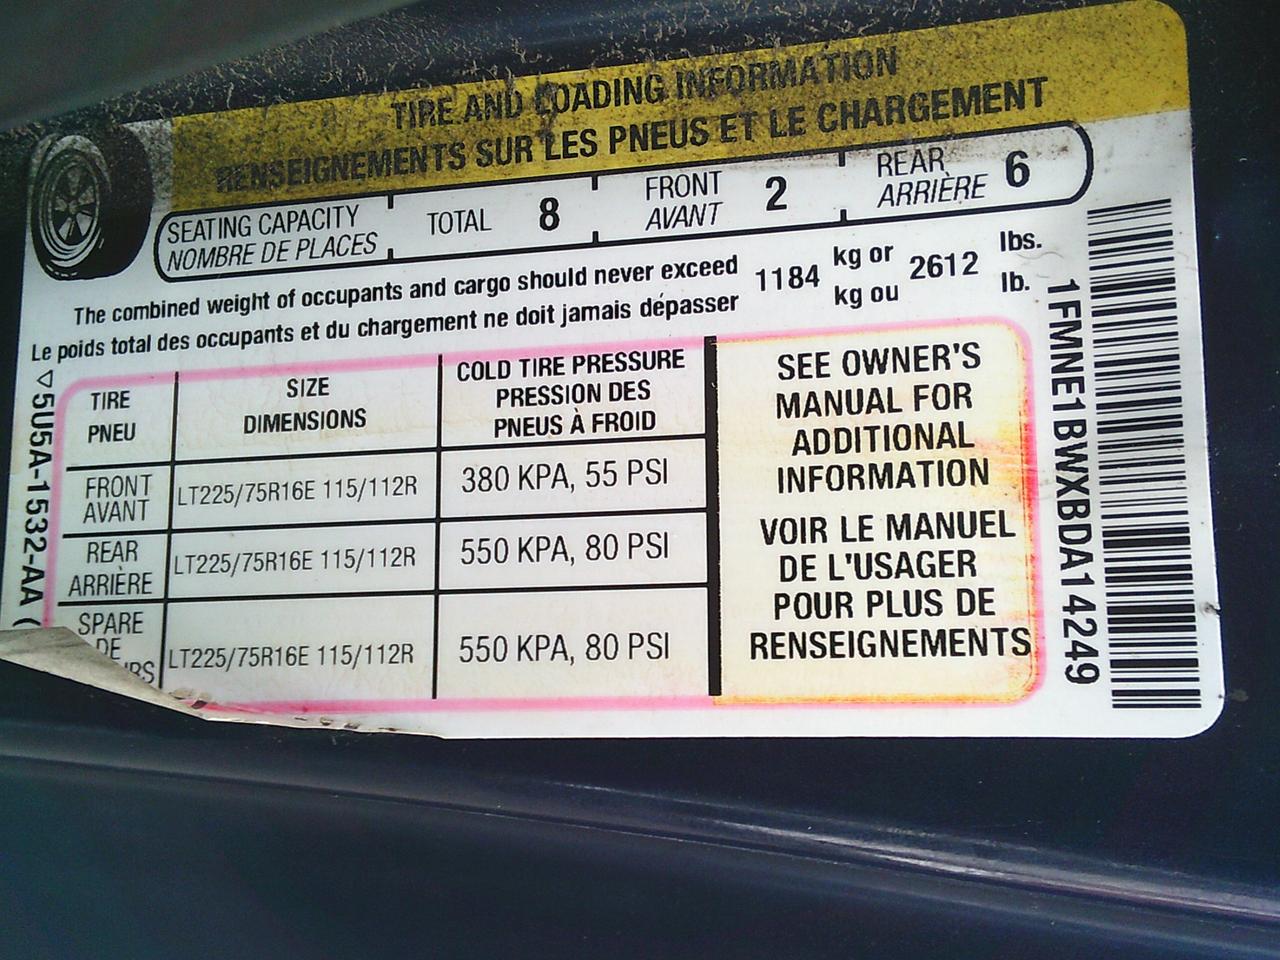 TIRE AND LOADING INFORMATION
RENSEIGNEMENTS SUR LES PNEUS ET LE CHARGEMENT
SEATING CAPACITY
NOMBRE DE PLACES
TOTAL 8
FRONT
AVANT
2
REAR
ARRIÈRE
6
The combined weight of occupants and cargo should never exceed
Le poids total des occupants et du chargement ne doit jamais dépasser
1184
kg or
kg ou
2612
lbs.
lb.
TIRE
PNEU
SIZE
DIMENSIONS
COLD TIRE PRESSURE
PRESSION DES
PNEUS À FROID
FRONT
AVANT
LT225/75R16E 115/112R
380 KPA, 55 PSI
REAR
ARRIÈRE
LT225/75R16E 115/112R
550 KPA, 80 PSI
SPARE
DE
LT225/75R16E 115/112R
550 KPA, 80 PSI
SEE OWNER'S
MANUAL FOR
ADDITIONAL
INFORMATION
VOIR LE MANUEL
DE L'USAGER
POUR PLUS DE
RENSEIGNEMENTS
5U5A-1532-AA
1FMNE1BWXBDA14249